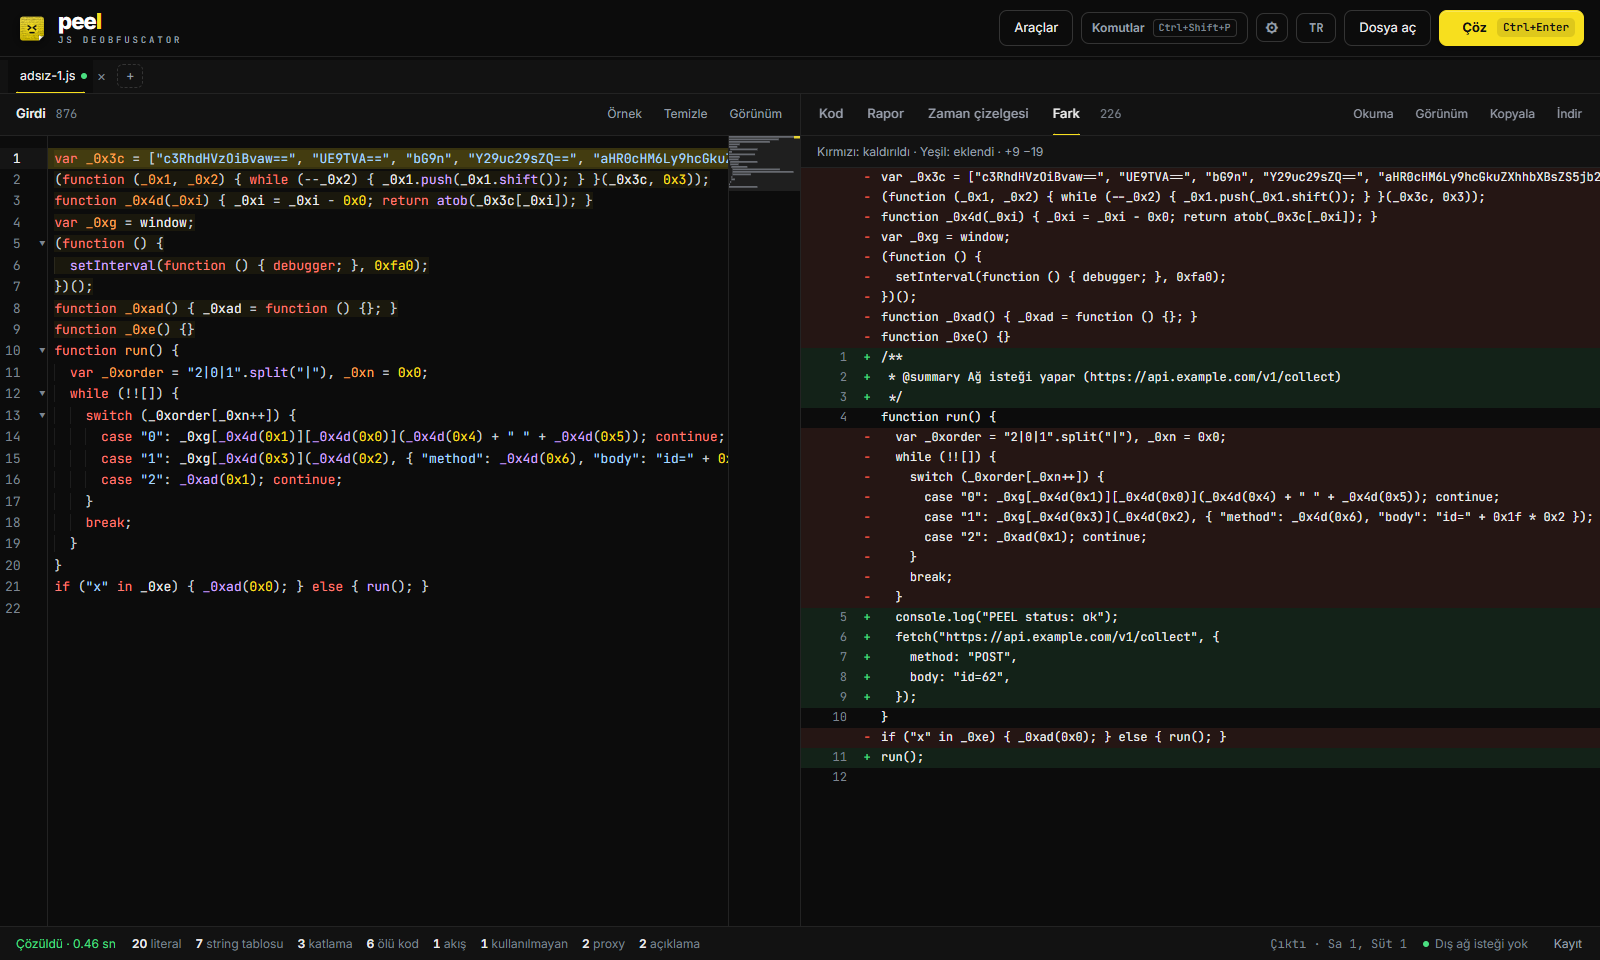 peel
JS DEOBFUSCATOR
Araçlar
Komutlar Ctrl+Shift+P
TR
Dosya aç
Çöz Ctrl+Enter
adsız-1.js ● × +
Girdi 876
Örnek Temizle Görünüm
1 var _0x3c = ["c3RhdHVzOiBvaw==", "UE9TVA==", "bG9n", "Y29uc29sZQ==", "aHR0cHM6Ly9hcGku
2 (function (_0x1, _0x2) { while (--_0x2) { _0x1.push(_0x1.shift()); } }(_0x3c, 0x3));
3 function _0x4d(_0xi) { _0xi = _0xi - 0x0; return atob(_0x3c[_0xi]); }
4 var _0xg = window;
5 (function () {
6 setInterval(function () { debugger; }, 0xfa0);
7 })();
8 function _0xad() { _0xad = function () {}; }
9 function _0xe() {}
10 function run() {
11 var _0xorder = "2|0|1".split("|"), _0xn = 0x0;
12 while (!![]) {
13 switch (_0xorder[_0xn++]) {
14 case "0": _0xg[_0x4d(0x1)][_0x4d(0x0)](_0x4d(0x4) + " " + _0x4d(0x5)); continue;
15 case "1": _0xg[_0x4d(0x3)](_0x4d(0x2), { "method": _0x4d(0x6), "body": "id=" + 0
16 case "2": _0xad(0x1); continue;
17 }
18 break;
19 }
20 }
21 if ("x" in _0xe) { _0xad(0x0); } else { run(); }
22
Kod Rapor Zaman çizelgesi Fark 226
Okuma Görünüm Kopyala İndir
Kırmızı: kaldırıldı · Yeşil: eklendi · +9 −19
- var _0x3c = ["c3RhdHVzOiBvaw==", "UE9TVA==", "bG9n", "Y29uc29sZQ==", "aHR0cHM6Ly9hcGkuZXhhbXBsZS5jb2
- (function (_0x1, _0x2) { while (--_0x2) { _0x1.push(_0x1.shift()); } }(_0x3c, 0x3));
- function _0x4d(_0xi) { _0xi = _0xi - 0x0; return atob(_0x3c[_0xi]); }
- var _0xg = window;
- (function () {
- setInterval(function () { debugger; }, 0xfa0);
- })();
- function _0xad() { _0xad = function () {}; }
- function _0xe() {}
1 + /**
2 + * @summary Ağ isteği yapar (https://api.example.com/v1/collect)
3 + */
4 function run() {
- var _0xorder = "2|0|1".split("|"), _0xn = 0x0;
- while (!![]) {
- switch (_0xorder[_0xn++]) {
- case "0": _0xg[_0x4d(0x1)][_0x4d(0x0)](_0x4d(0x4) + " " + _0x4d(0x5)); continue;
- case "1": _0xg[_0x4d(0x3)](_0x4d(0x2), { "method": _0x4d(0x6), "body": "id=" + 0x1f * 0x2 });
- case "2": _0xad(0x1); continue;
- }
- break;
- }
5 + console.log("PEEL status: ok");
6 + fetch("https://api.example.com/v1/collect", {
7 + method: "POST",
8 + body: "id=62",
9 + });
10 }
- if ("x" in _0xe) { _0xad(0x0); } else { run(); }
11 + run();
12
Çözüldü · 0.46 sn 20 literal 7 string tablosu 3 katlama 6 ölü kod 1 akış 1 kullanılmayan 2 proxy 2 açıklama
Çıktı · Sa 1, Süt 1 ● Dış ağ isteği yok Kayıt